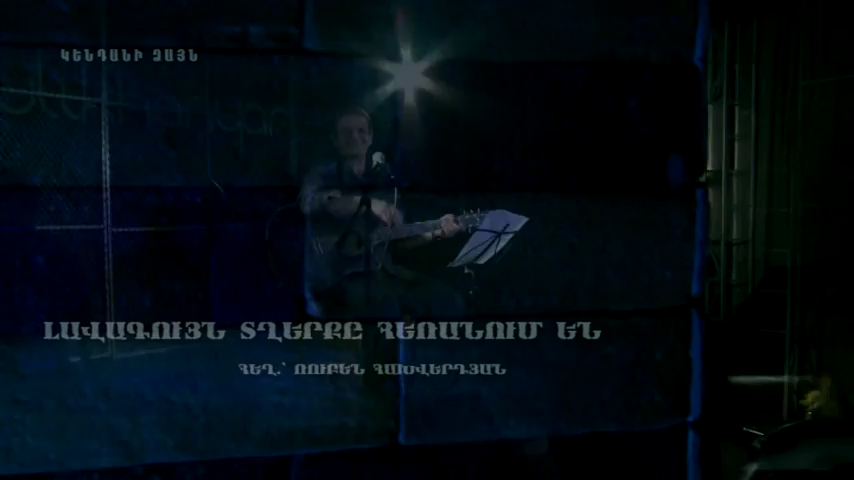 ԿԵՆԴԱՆԻ ՁԱՅՆ
ԼԱՎԱԳՈՒՅՆ ՏՂԵՐՔԸ ՀԵՌԱՆՈՒՄ ԵՆ
ՀԵՂ.՝ ՌՈՒԲԵՆ ՀԱԽՎԵՐԴՅԱՆ